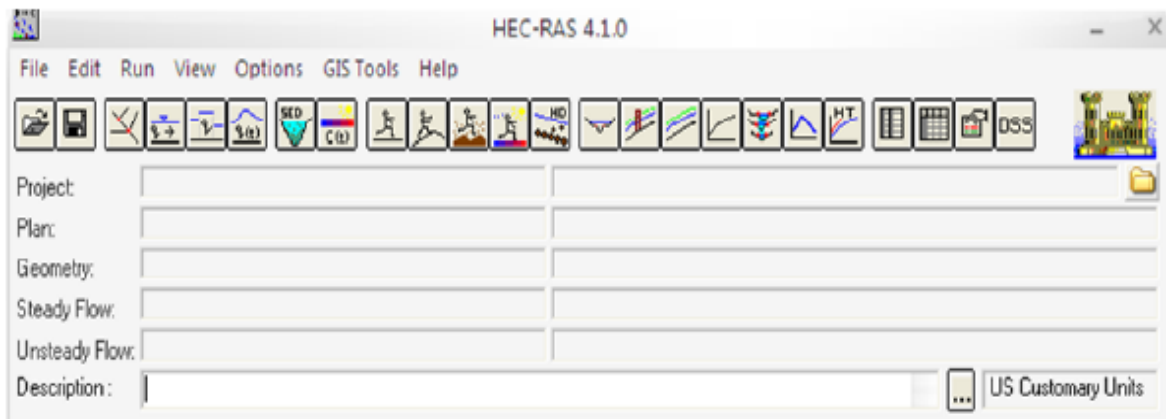 HEC-RAS 4.1.0
File Edit Run View Options GIS Tools Help
SED C(t) HD HT DSS
Project:
Plan:
Geometry:
Steady Flow:
Unsteady Flow:
Description : ... US Customary Units